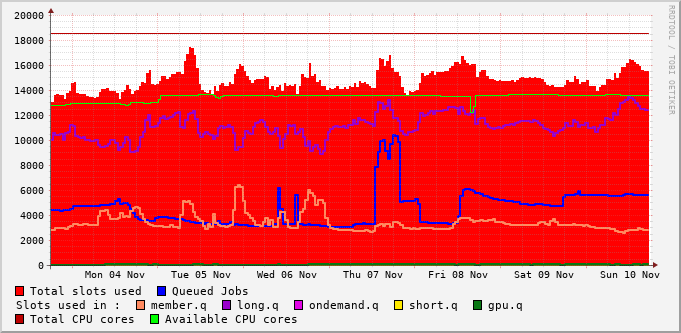 20000
18000
16000
14000
12000
10000
8000
6000
4000
2000
0
Mon 04 Nov Tue 05 Nov Wed 06 Nov Thu 07 Nov Fri 08 Nov Sat 09 Nov Sun 10 Nov
Total slots used Queued Jobs
Slots used in : member.q long.q ondemand.q short.q gpu.q
Total CPU cores Available CPU cores
RRDTOOL / TOBI OETIKER